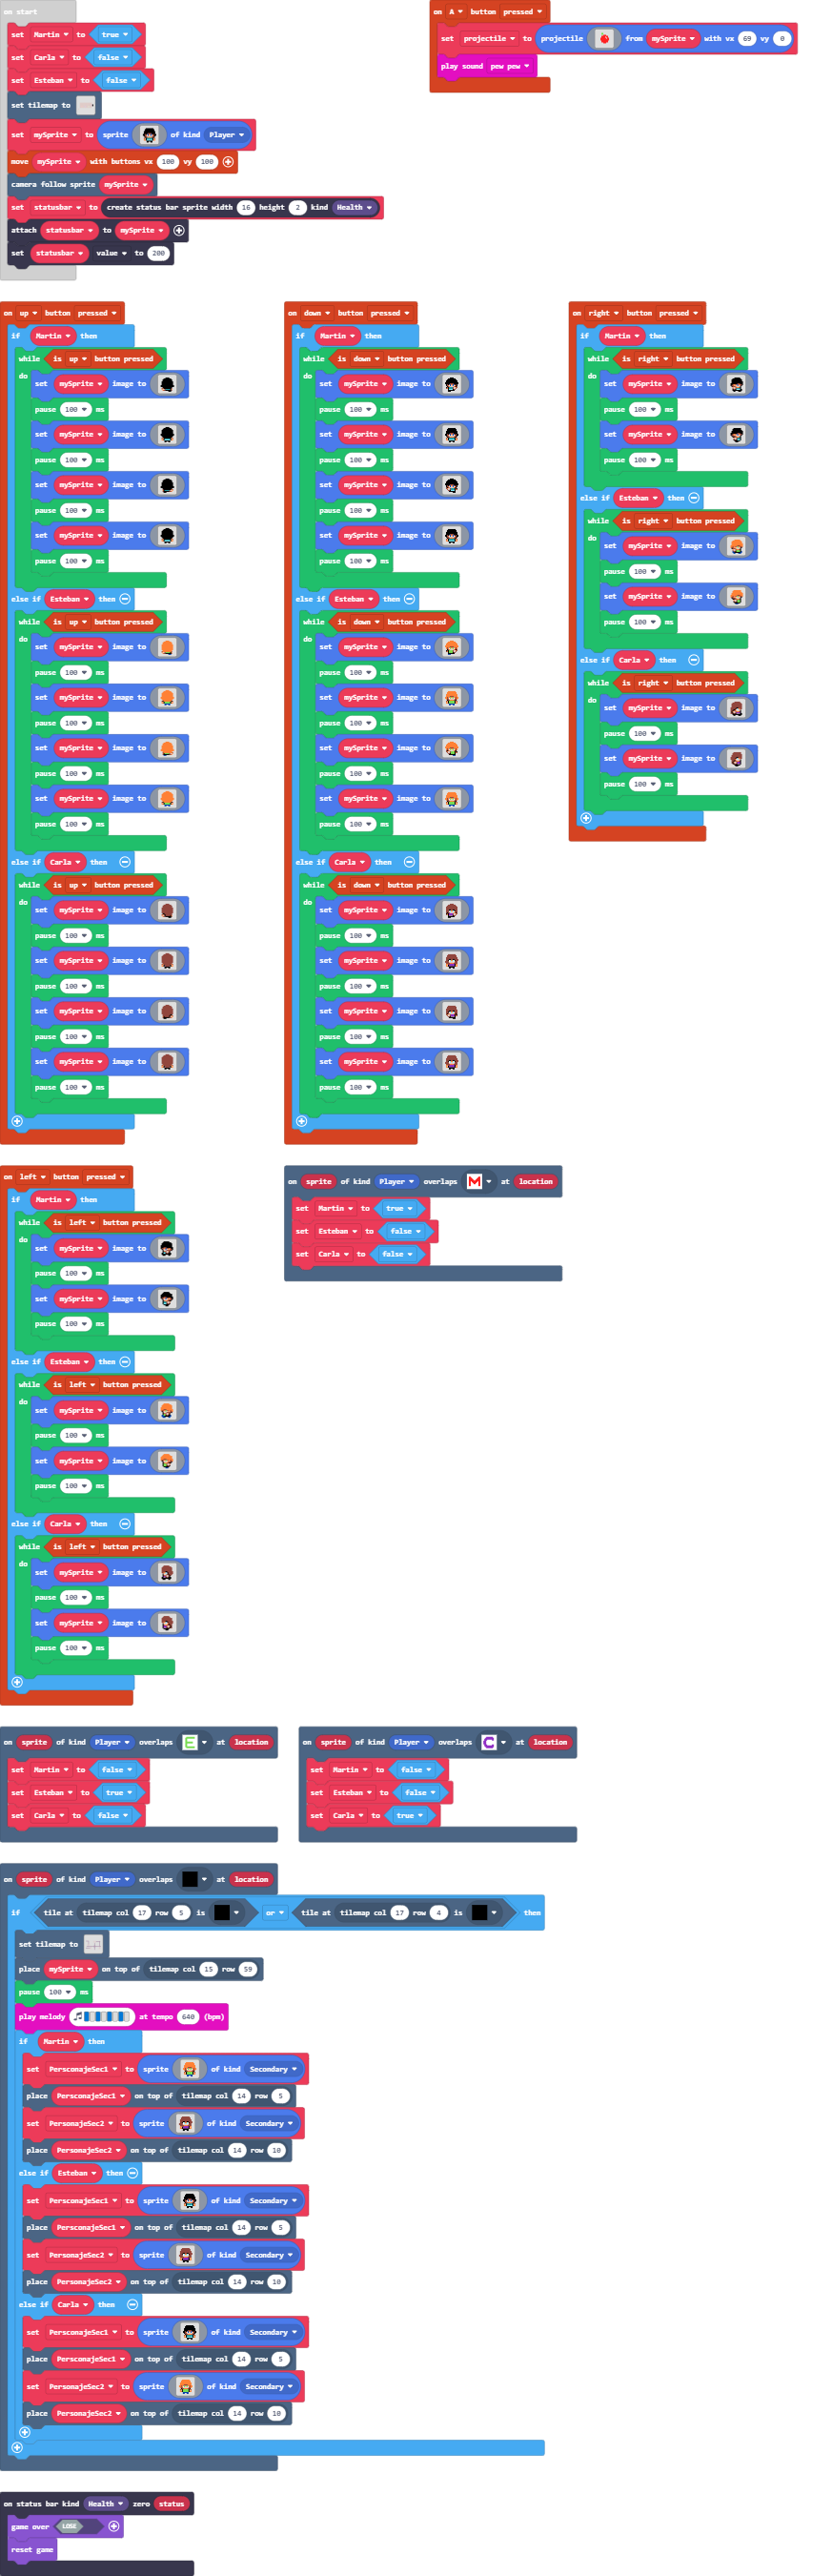 on start
set Martin to true
set Carla to false
set Esteban to false
set tilemap to
set mySprite to sprite of kind Player
move mySprite with buttons vx 100 vy 100
camera follow sprite mySprite
set statusbar to create status bar sprite width 16 height 2 kind Health
attach statusbar to mySprite
set statusbar value to 200
on A button pressed
set projectile to projectile from mySprite with vx 69 vy 0
play sound pew pew
on up button pressed
if Martin then
while is up button pressed
do set mySprite image to
pause 100 ms
set mySprite image to
pause 100 ms
set mySprite image to
pause 100 ms
set mySprite image to
pause 100 ms
else if Esteban then
while is up button pressed
do set mySprite image to
pause 100 ms
set mySprite image to
pause 100 ms
set mySprite image to
pause 100 ms
set mySprite image to
pause 100 ms
else if Carla then
while is up button pressed
do set mySprite image to
pause 100 ms
set mySprite image to
pause 100 ms
set mySprite image to
pause 100 ms
set mySprite image to
pause 100 ms
on down button pressed
if Martin then
while is down button pressed
do set mySprite image to
pause 100 ms
set mySprite image to
pause 100 ms
set mySprite image to
pause 100 ms
set mySprite image to
pause 100 ms
else if Esteban then
while is down button pressed
do set mySprite image to
pause 100 ms
set mySprite image to
pause 100 ms
set mySprite image to
pause 100 ms
set mySprite image to
pause 100 ms
else if Carla then
while is down button pressed
do set mySprite image to
pause 100 ms
set mySprite image to
pause 100 ms
set mySprite image to
pause 100 ms
set mySprite image to
pause 100 ms
on right button pressed
if Martin then
while is right button pressed
do set mySprite image to
pause 100 ms
set mySprite image to
pause 100 ms
else if Esteban then
while is right button pressed
do set mySprite image to
pause 100 ms
set mySprite image to
pause 100 ms
else if Carla then
while is right button pressed
do set mySprite image to
pause 100 ms
set mySprite image to
pause 100 ms
on left button pressed
if Martin then
while is left button pressed
do set mySprite image to
pause 100 ms
set mySprite image to
pause 100 ms
else if Esteban then
while is left button pressed
do set mySprite image to
pause 100 ms
set mySprite image to
pause 100 ms
else if Carla then
while is left button pressed
do set mySprite image to
pause 100 ms
set mySprite image to
pause 100 ms
on sprite of kind Player overlaps M at location
set Martin to true
set Esteban to false
set Carla to false
on sprite of kind Player overlaps E at location
set Martin to false
set Esteban to true
set Carla to false
on sprite of kind Player overlaps C at location
set Martin to false
set Esteban to false
set Carla to true
on sprite of kind Player overlaps at location
if tile at tilemap col 17 row 5 is or tile at tilemap col 17 row 4 is then
set tilemap to
place mySprite on top of tilemap col 15 row 59
pause 100 ms
play melody at tempo 640 (bpm)
if Martin then
set PersconajeSec1 to sprite of kind Secondary
place PersconajeSec1 on top of tilemap col 14 row 5
set PersonajeSec2 to sprite of kind Secondary
place PersonajeSec2 on top of tilemap col 14 row 10
else if Esteban then
set PersconajeSec1 to sprite of kind Secondary
place PersconajeSec1 on top of tilemap col 14 row 5
set PersonajeSec2 to sprite of kind Secondary
place PersonajeSec2 on top of tilemap col 14 row 10
else if Carla then
set PersconajeSec1 to sprite of kind Secondary
place PersconajeSec1 on top of tilemap col 14 row 5
set PersonajeSec2 to sprite of kind Secondary
place PersonajeSec2 on top of tilemap col 14 row 10
on status bar kind Health zero status
game over LOSE
reset game